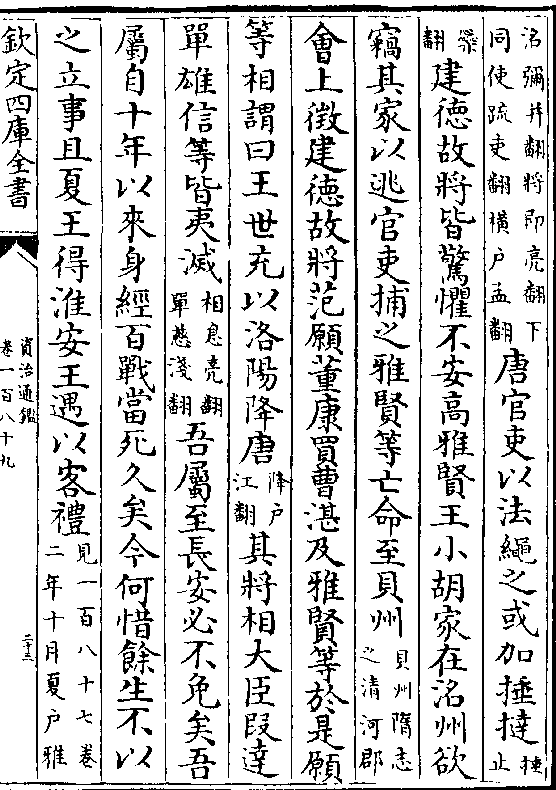 洺彌并翻將即亮翻下
同使䟽吏翻橫户孟翻
唐官吏以法繩之或加捶撻
捶
止
橤
翻
建德故將皆驚懼不安高雅賢王小胡家在洺州欲
竊其家以逃官吏捕之雅賢等亡命至貝州
貝州隋志
之清河郡
會上徴建德故將范願董康買曹湛及雅賢等於是願
等相謂曰王世充以洛陽降唐
降户
江翻
其將相大臣段達
單雄信等皆夷滅
相息亮翻
單慈淺翻
吾屬至長安必不免矣吾
屬自十年以來身經百戰當死久矣今何惜餘生不以
之立事且夏王得淮安王遇以客禮
見一百八十七卷
二年十月夏户雅
欽定四庫全書
資治通鑑
卷一百八十九
二十三